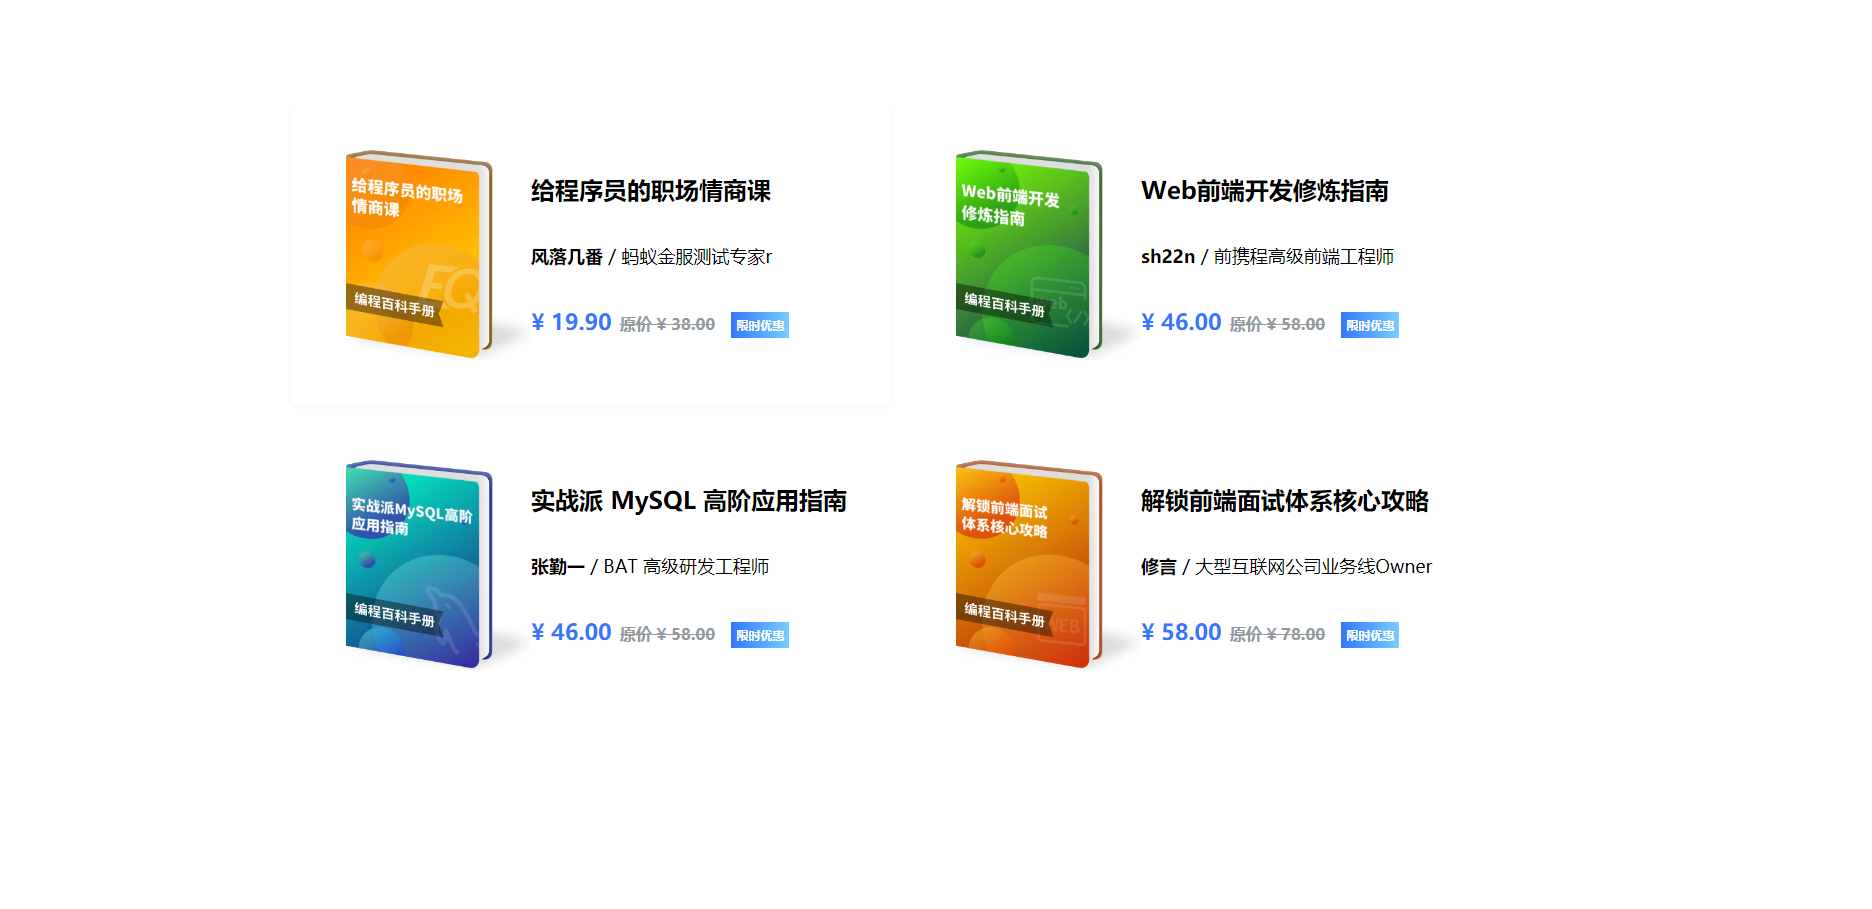 给程序员的职场
情商课
EQ
编程百科手册
给程序员的职场情商课
风落几番 / 蚂蚁金服测试专家r
¥ 19.90 原价 ¥ 38.00 限时优惠
Web前端开发
修炼指南
Web
编程百科手册
Web前端开发修炼指南
sh22n / 前携程高级前端工程师
¥ 46.00 原价 ¥ 58.00 限时优惠
实战派MySQL高阶
应用指南
编程百科手册
实战派 MySQL 高阶应用指南
张勤一 / BAT 高级研发工程师
¥ 46.00 原价 ¥ 58.00 限时优惠
解锁前端面试
体系核心攻略
WEB
编程百科手册
解锁前端面试体系核心攻略
修言 / 大型互联网公司业务线Owner
¥ 58.00 原价 ¥ 78.00 限时优惠